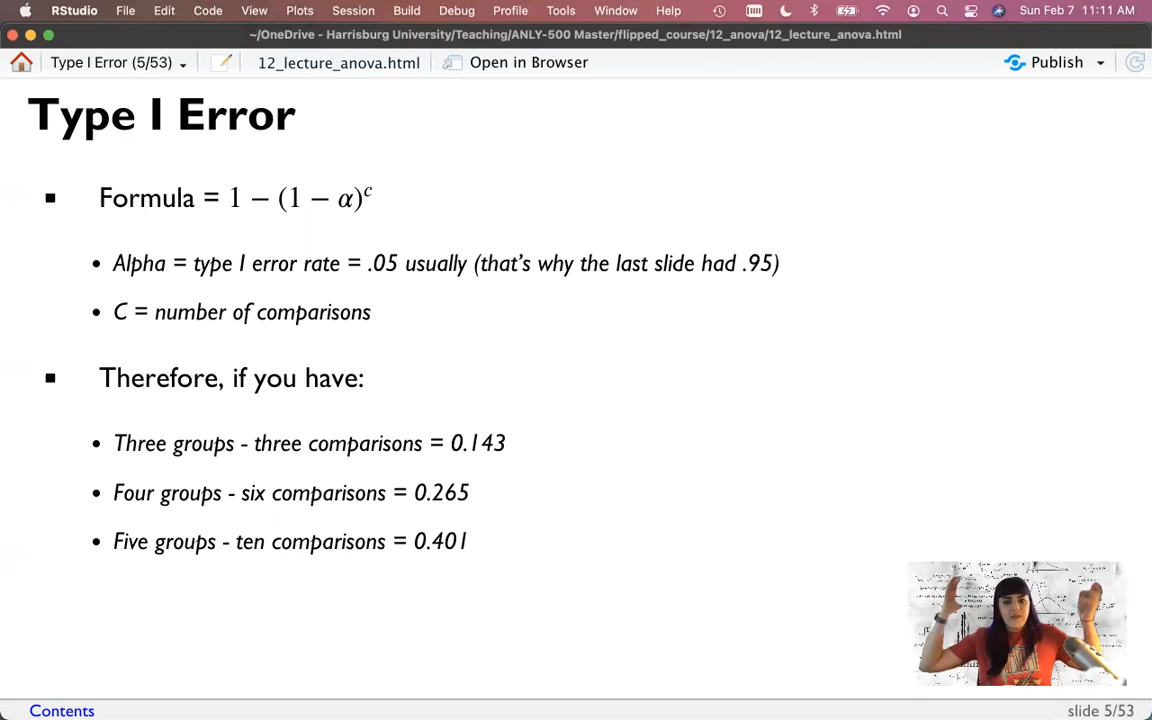 RStudio File Edit Code View Plots Session Build Debug Profile Tools Window Help Sun Feb 7 11:11 AM
~/OneDrive - Harrisburg University/Teaching/ANLY-500 Master/flipped_course/12_anova/12_lecture_anova.html
Type I Error (5/53) 12_lecture_anova.html Open in Browser Publish
Type I Error
Formula = 1 − (1 − α)^c
Alpha = type I error rate = .05 usually (that's why the last slide had .95)
C = number of comparisons
Therefore, if you have:
Three groups - three comparisons = 0.143
Four groups - six comparisons = 0.265
Five groups - ten comparisons = 0.401
Contents slide 5/53